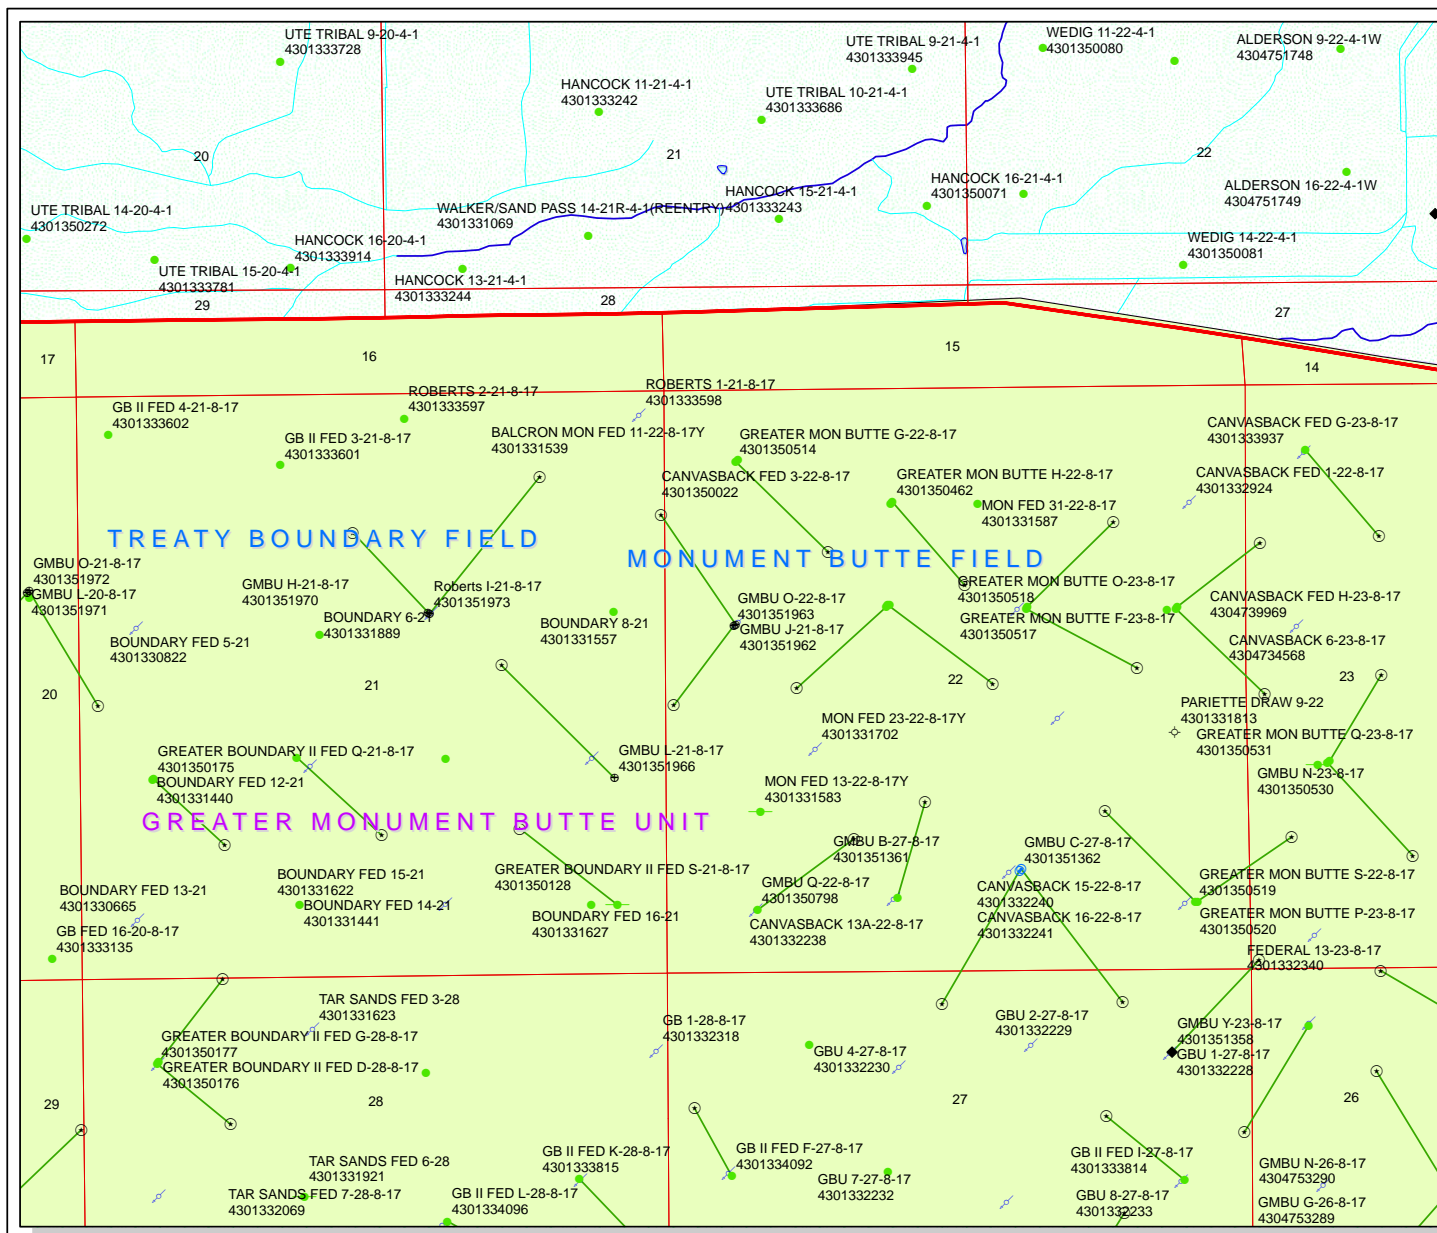 UTE TRIBAL 9-20-4-1
4301333728
UTE TRIBAL 9-21-4-1
4301333945
WEDIG 11-22-4-1
4301350080
ALDERSON 9-22-4-1W
4304751748
HANCOCK 11-21-4-1
4301333242
UTE TRIBAL 10-21-4-1
4301333686
20
21
22
HANCOCK 16-21-4-1
4301350071
ALDERSON 16-22-4-1W
4304751749
UTE TRIBAL 14-20-4-1
4301350272
WALKER/SAND PASS 14-21R-4-1(REENTRY)
4301331069
HANCOCK 15-21-4-1
4301333243
HANCOCK 16-20-4-1
4301333914
WEDIG 14-22-4-1
4301350081
UTE TRIBAL 15-20-4-1
4301333781
HANCOCK 13-21-4-1
4301333244
29
28
27
17
16
15
14
ROBERTS 2-21-8-17
4301333597
ROBERTS 1-21-8-17
4301333598
GB II FED 4-21-8-17
4301333602
GB II FED 3-21-8-17
4301333601
BALCRON MON FED 11-22-8-17Y
4301331539
GREATER MON BUTTE G-22-8-17
4301350514
CANVASBACK FED G-23-8-17
4301333937
CANVASBACK FED 3-22-8-17
4301350022
GREATER MON BUTTE H-22-8-17
4301350462
CANVASBACK FED 1-22-8-17
4301332924
MON FED 31-22-8-17
4301331587
TREATY BOUNDARY FIELD
MONUMENT BUTTE FIELD
GMBU O-21-8-17
4301351972
GMBU L-20-8-17
4301351971
GMBU H-21-8-17
4301351970
Roberts I-21-8-17
4301351973
BOUNDARY 6-21
4301331889
BOUNDARY 8-21
4301331557
GMBU O-22-8-17
4301351963
GMBU J-21-8-17
4301351962
GREATER MON BUTTE O-23-8-17
4301350518
GREATER MON BUTTE F-23-8-17
4301350517
CANVASBACK FED H-23-8-17
4304739969
CANVASBACK 6-23-8-17
4304734568
BOUNDARY FED 5-21
4301330822
20
21
22
23
PARIETTE DRAW 9-22
4301331813
GREATER MON BUTTE Q-23-8-17
4301350531
MON FED 23-22-8-17Y
4301331702
GREATER BOUNDARY II FED Q-21-8-17
4301350175
BOUNDARY FED 12-21
4301331440
GMBU L-21-8-17
4301351966
GMBU N-23-8-17
4301350530
MON FED 13-22-8-17Y
4301331583
GREATER MONUMENT BUTTE UNIT
GMBU B-27-8-17
4301351361
GMBU C-27-8-17
4301351362
GREATER BOUNDARY II FED S-21-8-17
4301350128
BOUNDARY FED 15-21
4301331622
BOUNDARY FED 14-21
4301331441
BOUNDARY FED 13-21
4301330665
GMBU Q-22-8-17
4301350798
CANVASBACK 15-22-8-17
4301332240
CANVASBACK 16-22-8-17
4301332241
GREATER MON BUTTE S-22-8-17
4301350519
GREATER MON BUTTE P-23-8-17
4301350520
BOUNDARY FED 16-21
4301331627
CANVASBACK 13A-22-8-17
4301332238
GB FED 16-20-8-17
4301333135
FEDERAL 13-23-8-17
4301332340
TAR SANDS FED 3-28
4301331623
GB 1-28-8-17
4301332318
GBU 2-27-8-17
4301332229
GMBU Y-23-8-17
4301351358
GBU 1-27-8-17
4301332228
GREATER BOUNDARY II FED G-28-8-17
4301350177
GREATER BOUNDARY II FED D-28-8-17
4301350176
GBU 4-27-8-17
4301332230
29
28
27
26
GB II FED K-28-8-17
4301333815
GB II FED F-27-8-17
4301334092
GB II FED I-27-8-17
4301333814
TAR SANDS FED 6-28
4301331921
GBU 7-27-8-17
4301332232
GMBU N-26-8-17
4304753290
TAR SANDS FED 7-28-8-17
4301332069
GB II FED L-28-8-17
4301334096
GBU 8-27-8-17
4301332233
GMBU G-26-8-17
4304753289